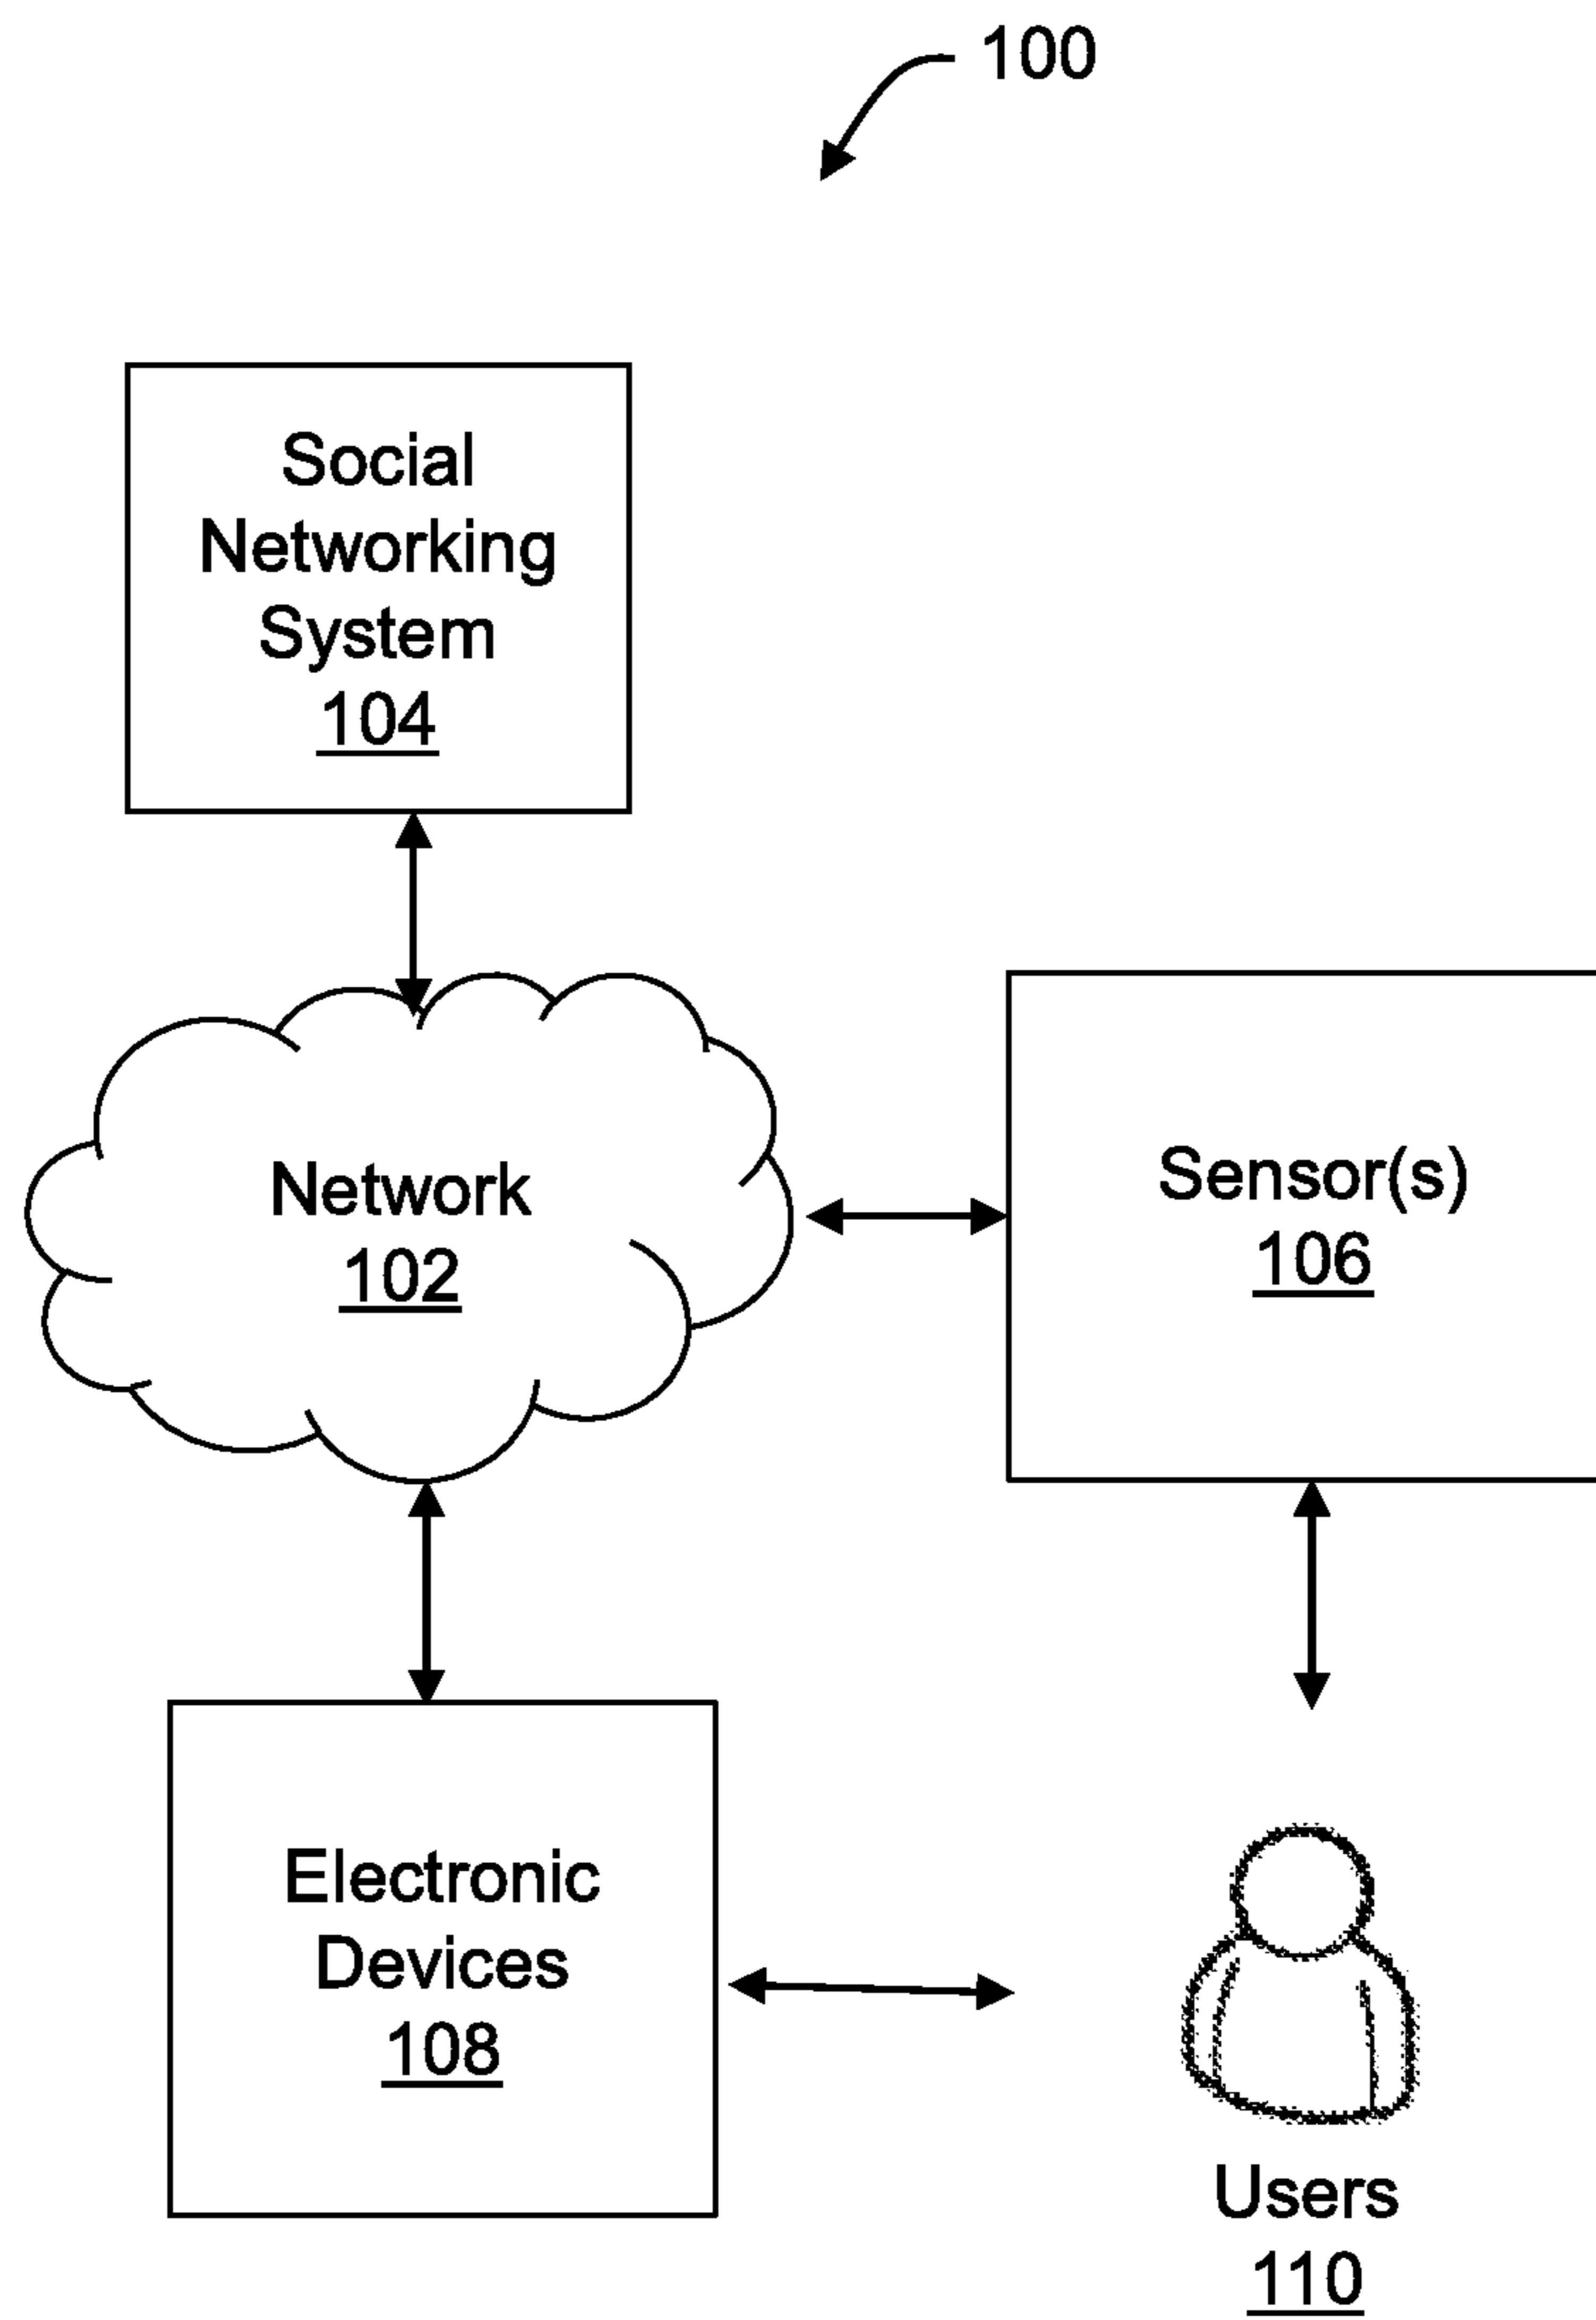 100
Social
Networking
System
104
Network
102
Sensor(s)
106
Electronic
Devices
108
Users
110